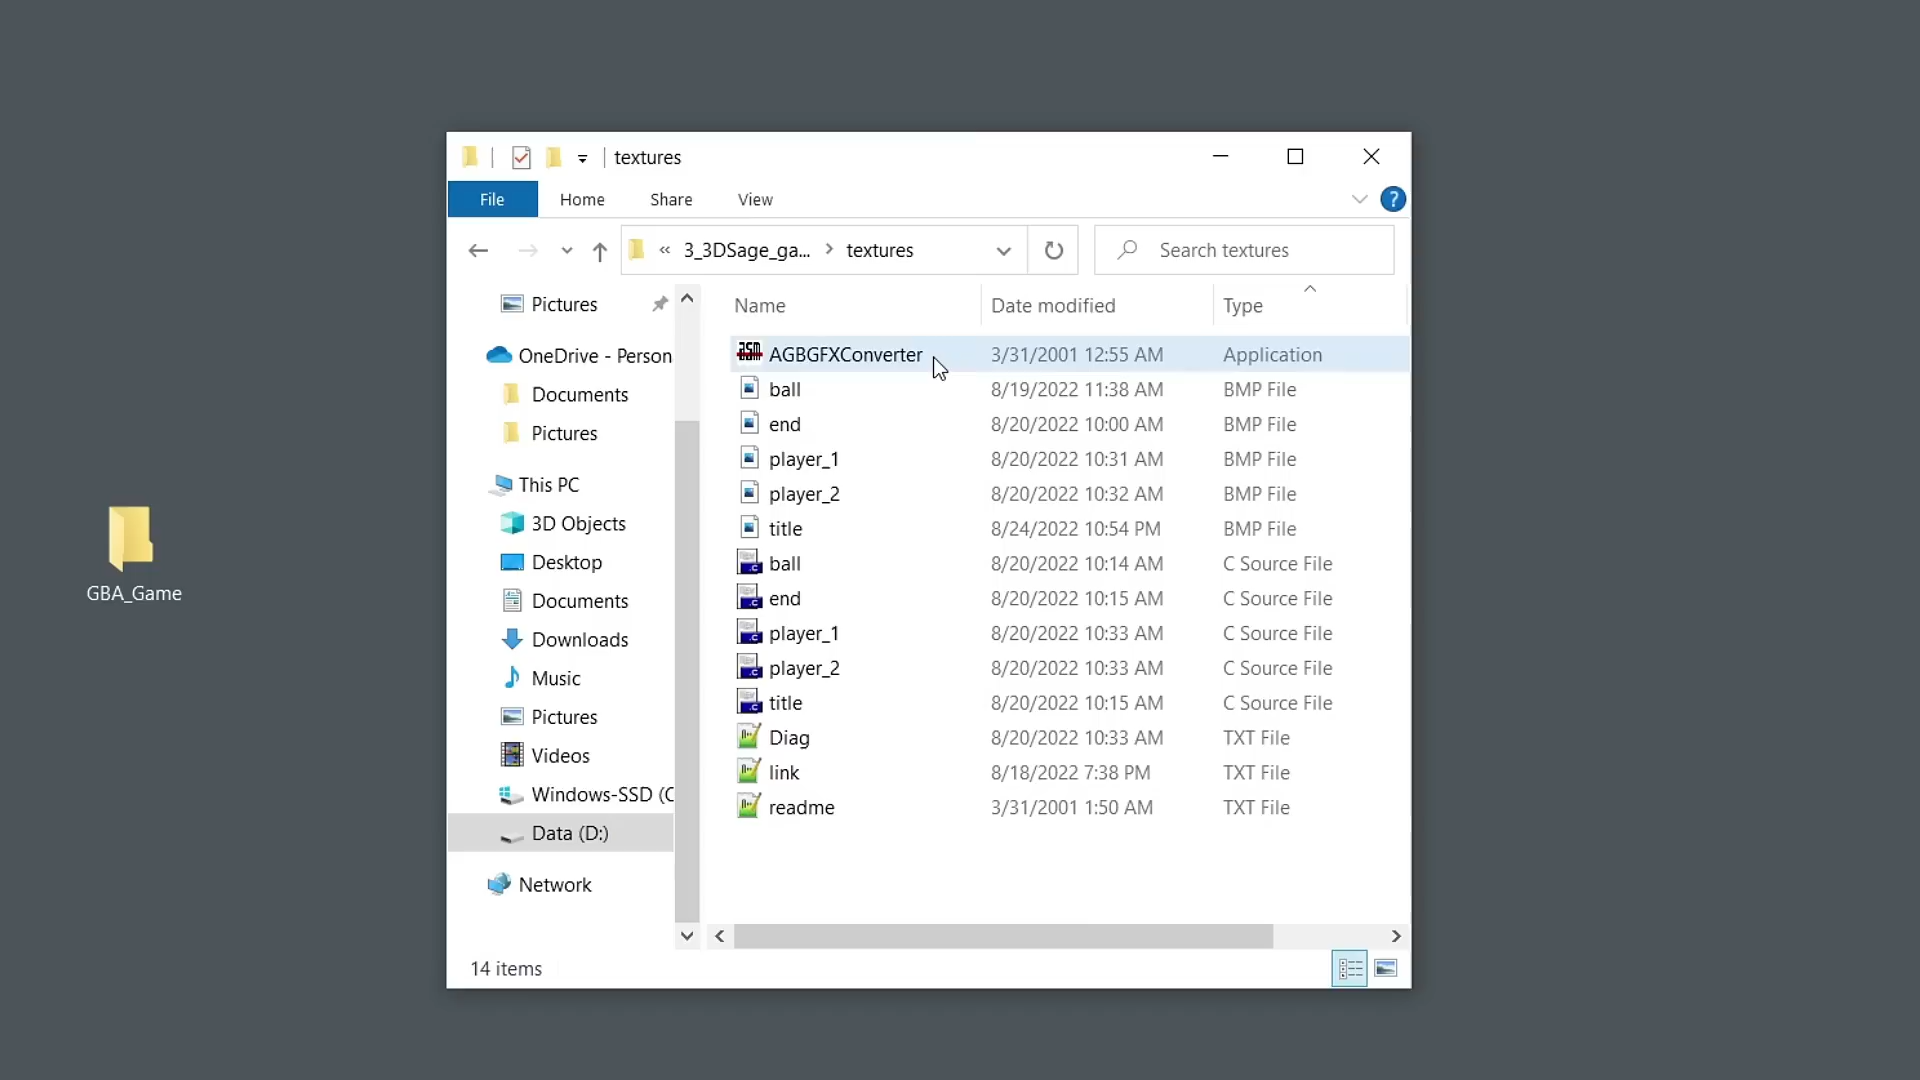 textures
File Home Share View ?
« 3_3DSage_ga... > textures
Search textures
Pictures
OneDrive - Person
Documents
Pictures
This PC
3D Objects
Desktop
Documents
Downloads
Music
Pictures
Videos
Windows-SSD (C
Data (D:)
Network
Name Date modified Type
AGBGFXConverter 3/31/2001 12:55 AM Application
ball 8/19/2022 11:38 AM BMP File
end 8/20/2022 10:00 AM BMP File
player_1 8/20/2022 10:31 AM BMP File
player_2 8/20/2022 10:32 AM BMP File
title 8/24/2022 10:54 PM BMP File
ball 8/20/2022 10:14 AM C Source File
end 8/20/2022 10:15 AM C Source File
player_1 8/20/2022 10:33 AM C Source File
player_2 8/20/2022 10:33 AM C Source File
title 8/20/2022 10:15 AM C Source File
Diag 8/20/2022 10:33 AM TXT File
link 8/18/2022 7:38 PM TXT File
readme 3/31/2001 1:50 AM TXT File
14 items
GBA_Game